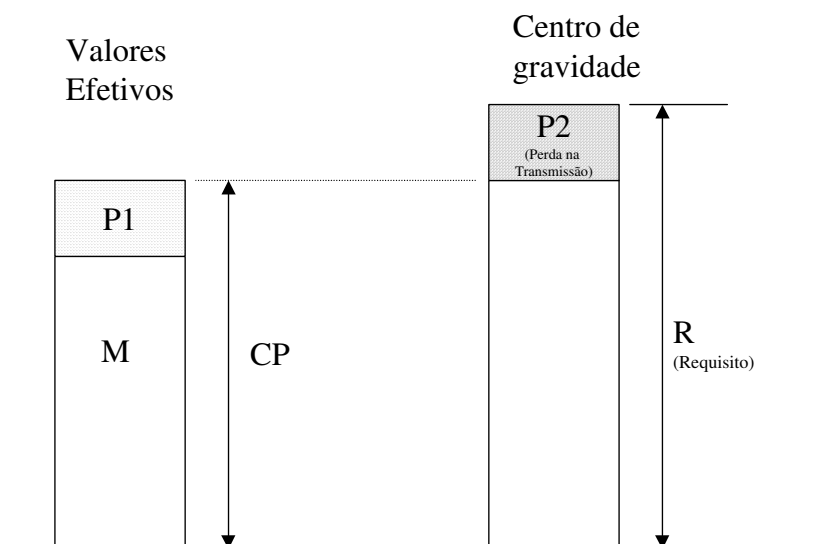 Valores
Efetivos
Centro de
gravidade
P2
(Perda na
Transmissão)
P1
M
CP
R
(Requisito)